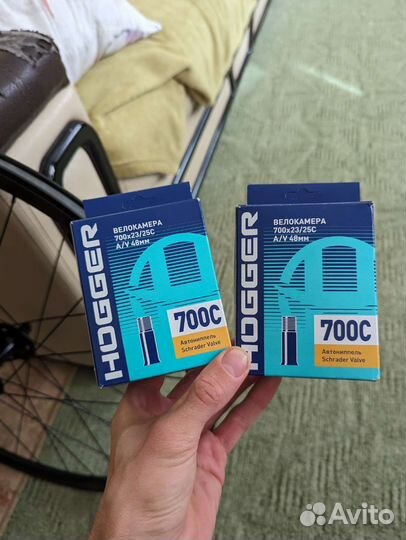 HOGGER
ВЕЛОКАМЕРА
700x23/25C
A/V 48мм
700C
Автониппель
Schrader Valve
HOGGER
ВЕЛОКАМЕРА
700x23/25C
A/V 48мм
700C
Автониппель
Schrader Valve
Avito